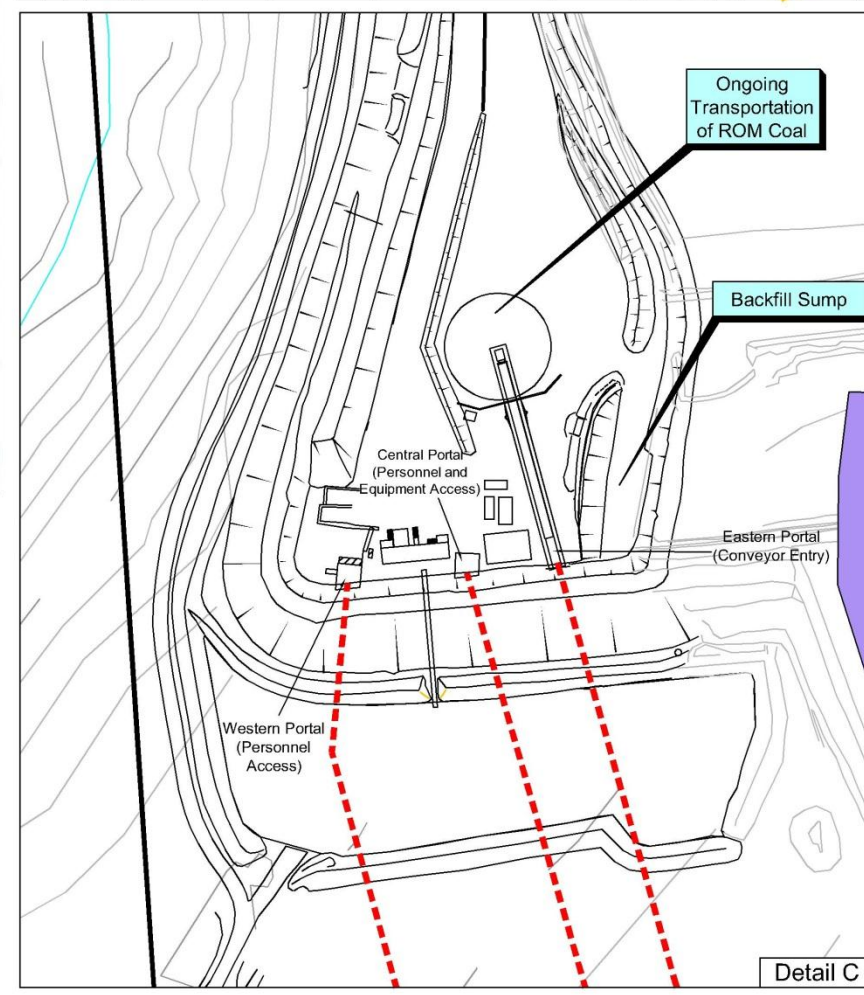 Ongoing
Transportation
of ROM Coal
Backfill Sump
Central Portal
(Personnel and
Equipment Access)
Eastern Portal
(Conveyor Entry)
Western Portal
(Personnel
Access)
Detail C